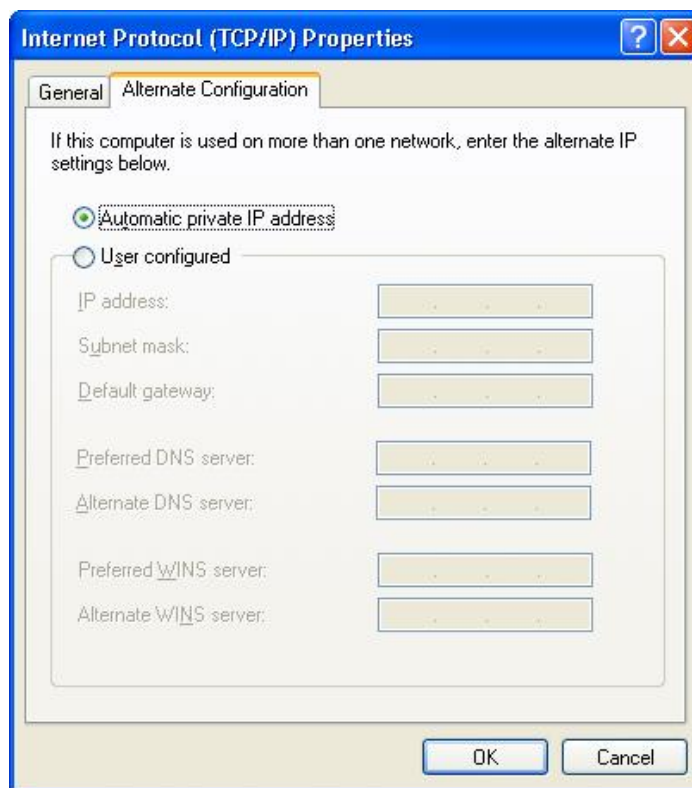 Internet Protocol (TCP/IP) Properties
General
Alternate Configuration
If this computer is used on more than one network, enter the alternate IP
settings below.
Automatic private IP address
User configured
IP address:
Subnet mask:
Default gateway:
Preferred DNS server:
Alternate DNS server:
Preferred WINS server:
Alternate WINS server:
OK
Cancel